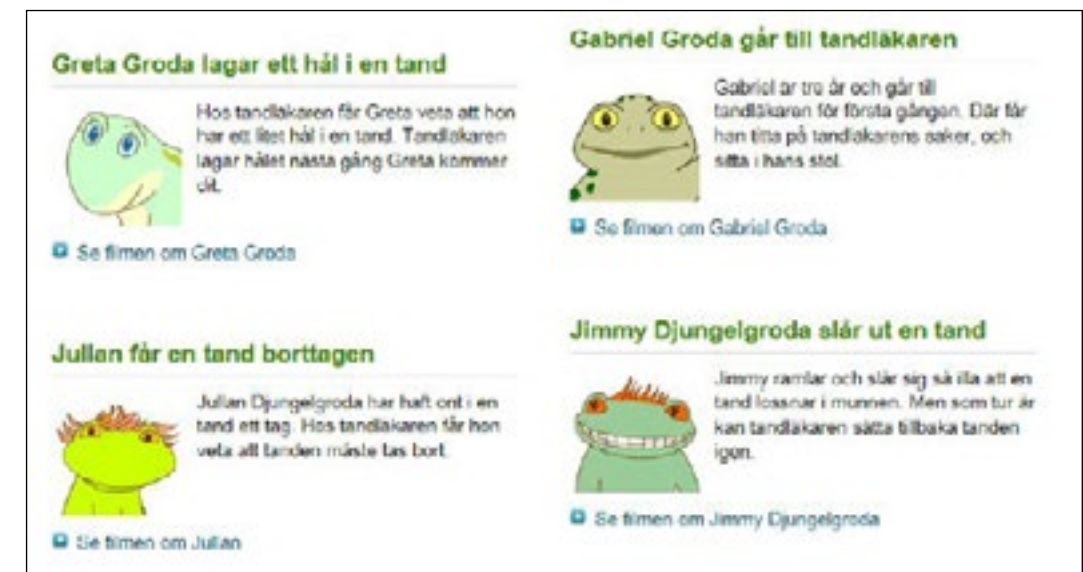 Greta Groda lagar ett hål i en tand
Hos tandläkaren får Greta veta att hon
har ett litet hål i en tand. Tandläkaren
lagar hålet nästa gång Greta kommer
dit.
Se filmen om Greta Groda
Gabriel Groda går till tandläkaren
Gabriel är tre år och går till
tandläkaren för första gången. Där får
han titta på tandläkarens saker, och
sitta i hans stol.
Se filmen om Gabriel Groda
Julian får en tand borttagen
Julian Djungelgroda har haft ont i en
tand ett tag. Hos tandläkaren får hon
veta att tanden måste tas bort.
Se filmen om Julian
Jimmy Djungelgroda slår ut en tand
Jimmy ramlar och slår sig så illa att en
tand lossnar i munnen. Men som tur är
kan tandläkaren sätta tillbaka tanden
igen.
Se filmen om Jimmy Djungelgroda